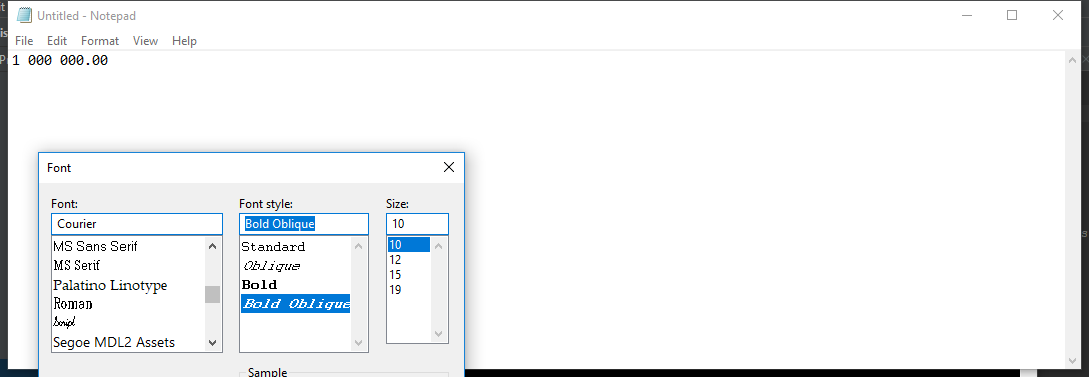 Untitled - Notepad
File Edit Format View Help
1 000 000.00
Font
Font: Font style: Size:
Courier Bold Oblique 10
MS Sans Serif Standard 10
MS Serif Oblique 12
Palatino Linotype Bold 15
Roman Bold Oblique 19
Script
Segoe MDL2 Assets
Sample